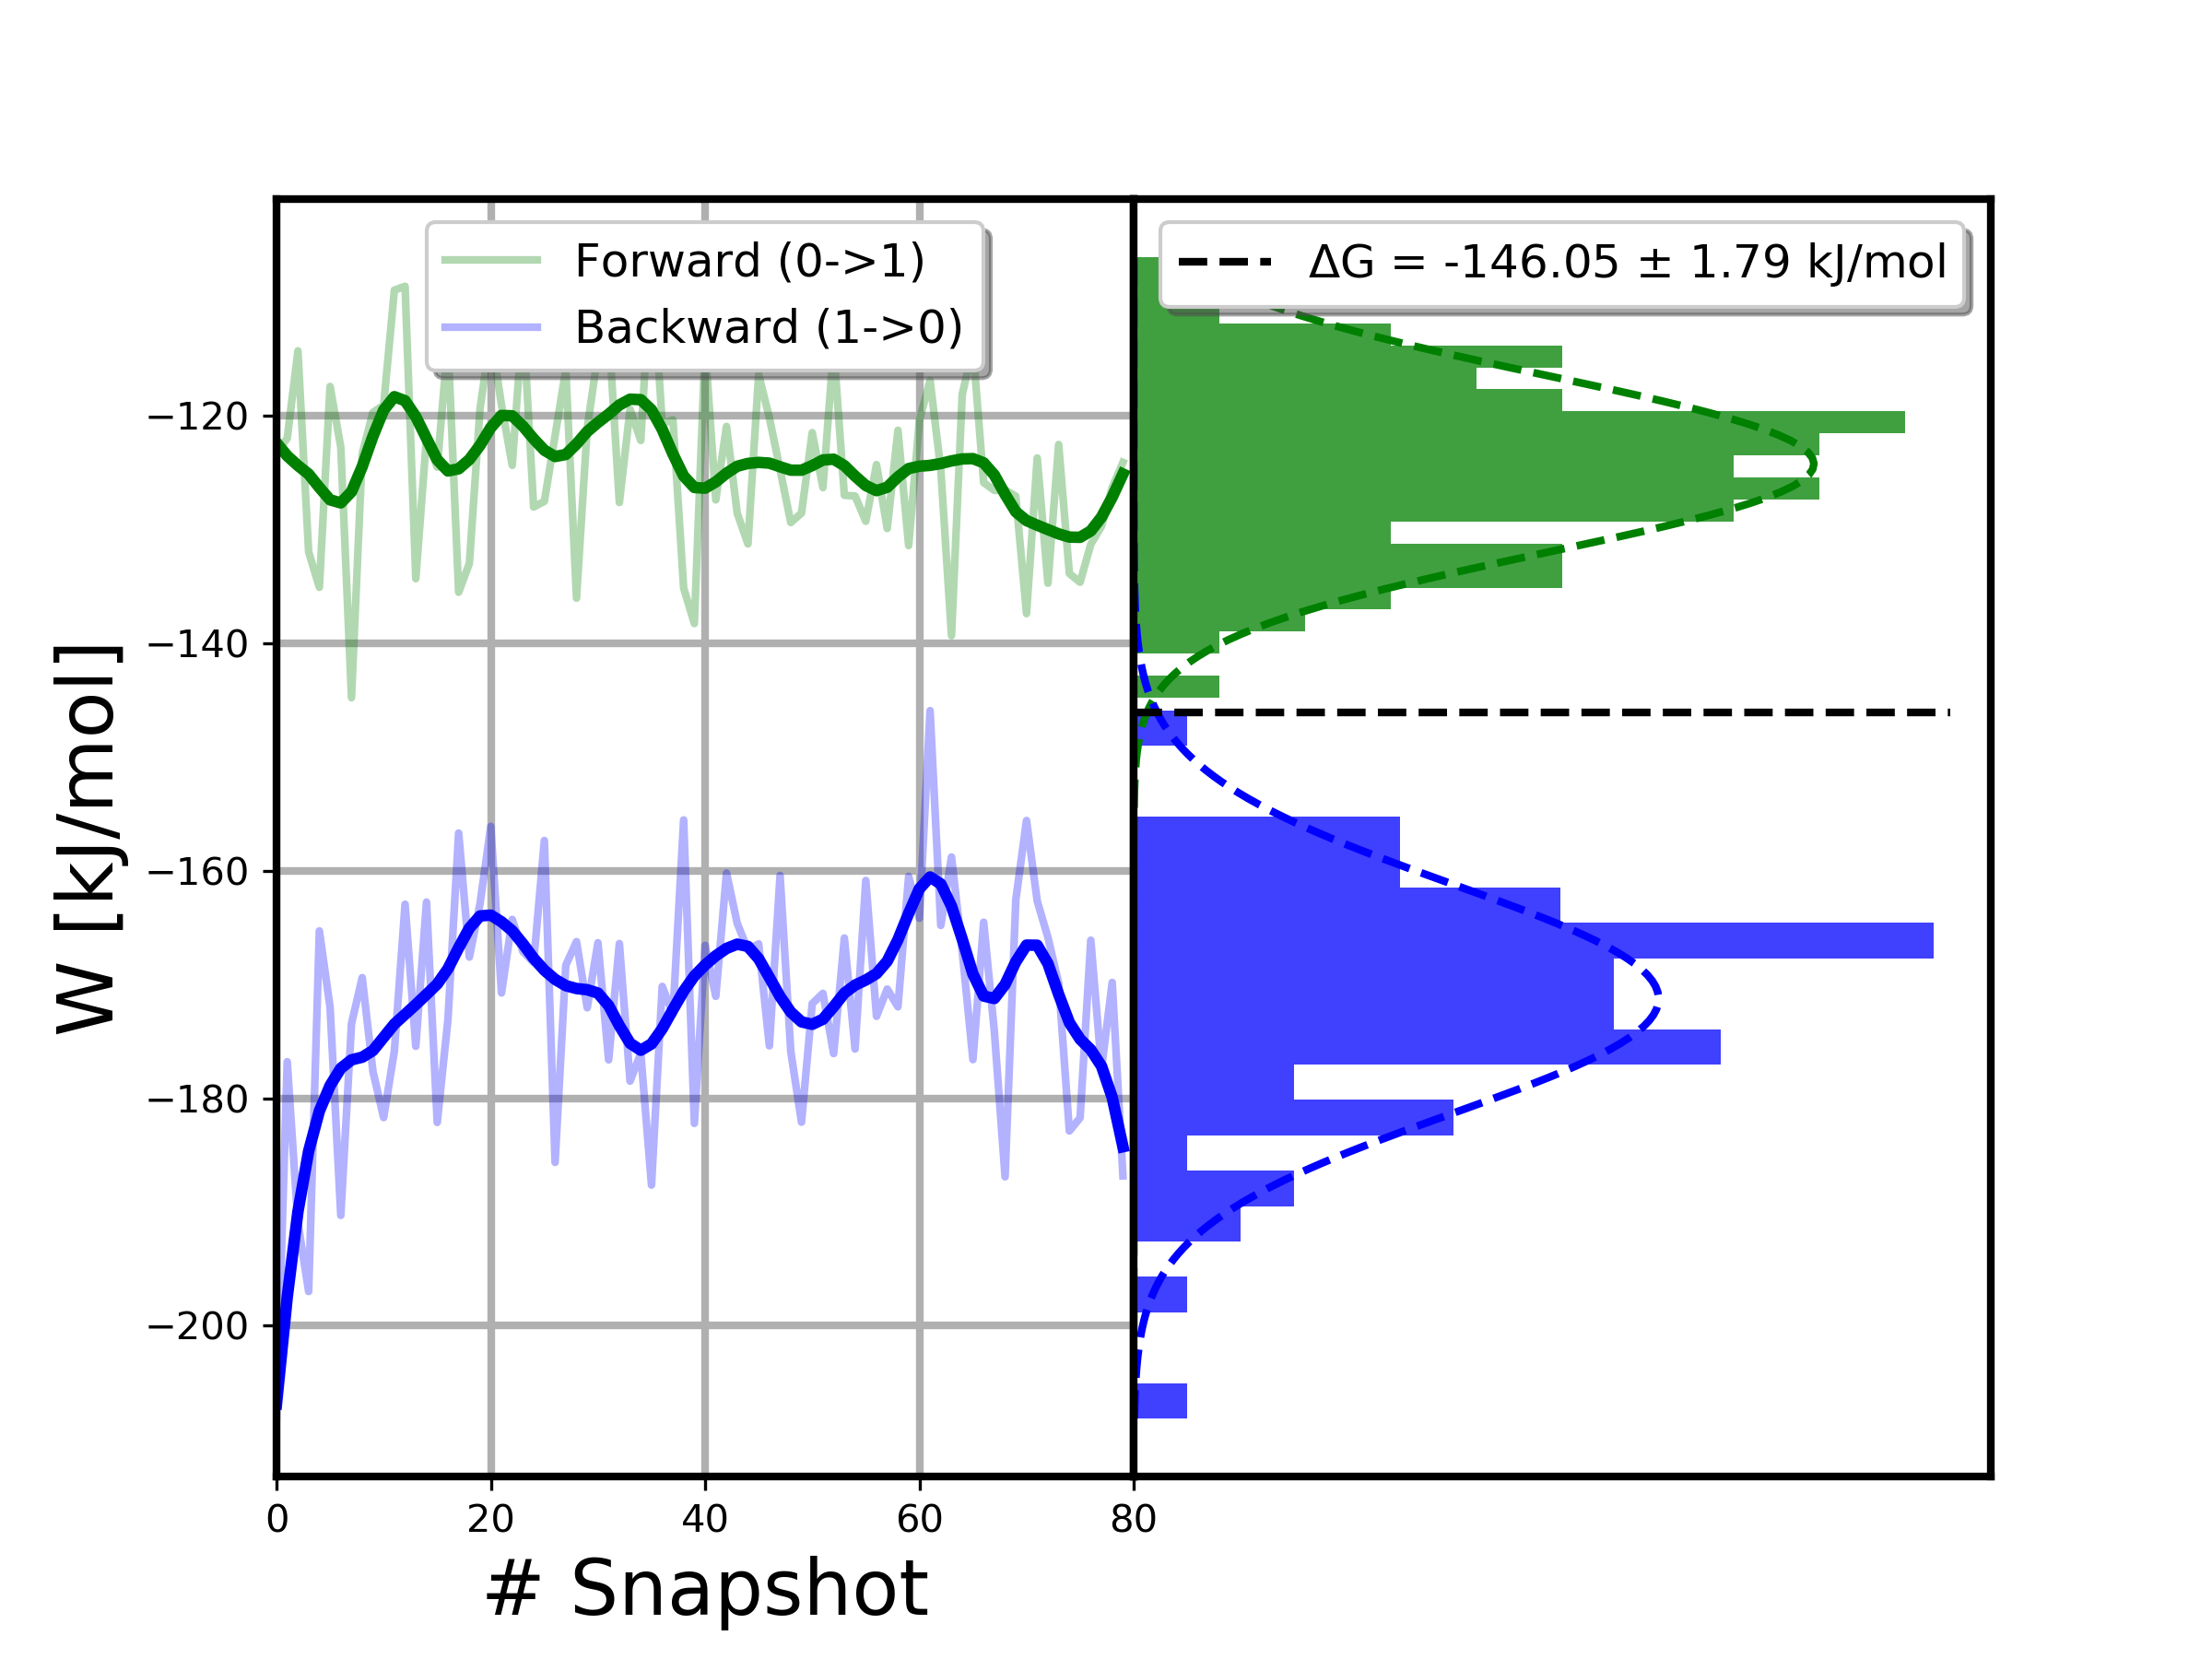 Forward (0->1)
Backward (1->0)
ΔG = -146.05 ± 1.79 kJ/mol
W [kJ/mol]
−120
−140
−160
−180
−200
0 20 40 60 80
# Snapshot